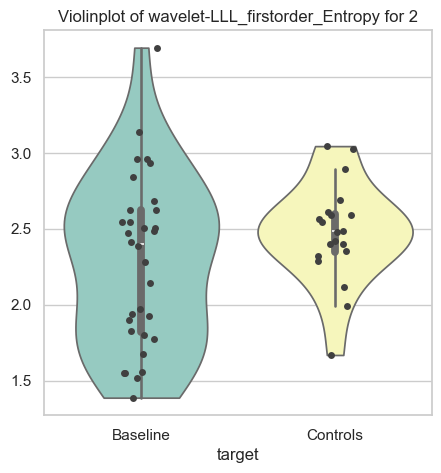 Violinplot of wavelet-LLL_firstorder_Entropy for 2
3.5
3.0
2.5
2.0
1.5
Baseline
Controls
target